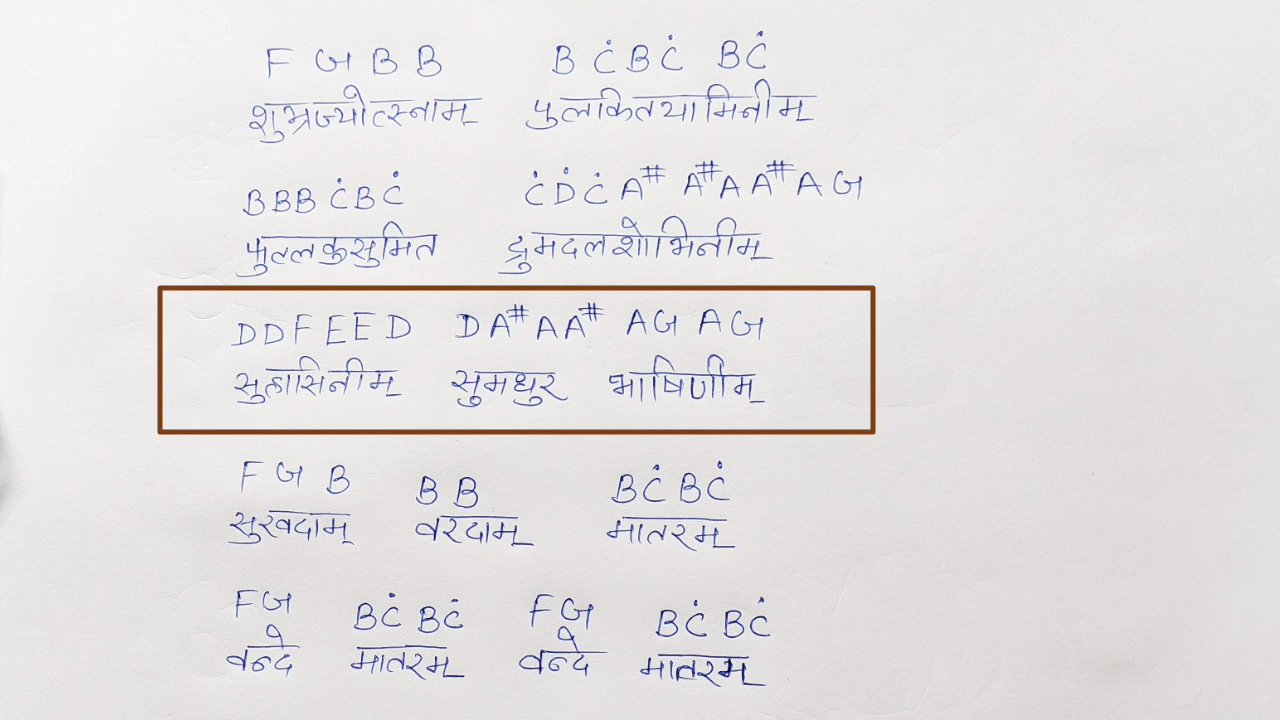 F G B B B Ċ B Ċ B Ċ
शुभ्रज्योत्स्नाम् पुलकितयामिनीम्
B B B Ċ B Ċ Ċ Ḋ Ċ A# A# A A# A G
फुल्लकुसुमित द्रुमदलशोभिनीम्
D D F E E D D A# A A# A G A G
सुहासिनीम् सुमधुर भाषिणीम्
F G B B B B Ċ B Ċ
सुखदाम् वरदाम् मातरम्
F G B Ċ B Ċ F G B Ċ B Ċ
वन्दे मातरम् वन्दे मातरम्